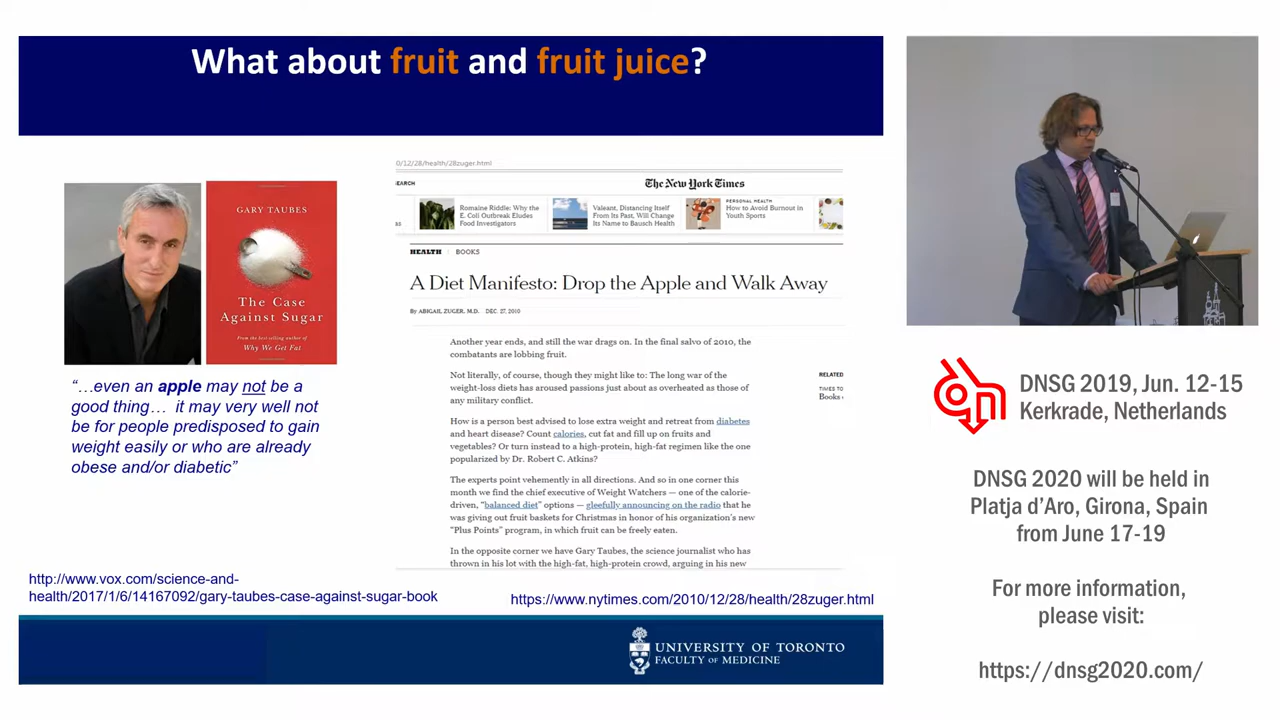 What about fruit and fruit juice?
GARY TAUBES
The Case
Against Sugar
From the best-selling author of
Why We Get Fat
“…even an apple may not be a
good thing… it may very well not
be for people predisposed to gain
weight easily or who are already
obese and/or diabetic”
http://www.vox.com/science-and-
health/2017/1/6/14167092/gary-taubes-case-against-sugar-book
0/12/28/health/28zuger.html
EARCH
The New York Times
Romaine Riddle: Why the
E. Coli Outbreak Eludes
Food Investigators
Valeant, Distancing Itself
From Its Past, Will Change
Its Name to Bausch Health
PERSONAL HEALTH
How to Avoid Burnout in
Youth Sports
HEALTH | BOOKS
A Diet Manifesto: Drop the Apple and Walk Away
By ABIGAIL ZUGER, M.D. DEC. 27, 2010
Another year ends, and still the war drags on. In the final salvo of 2010, the
combatants are lobbing fruit.
Not literally, of course, though they might like to: The long war of the
weight-loss diets has aroused passions just about as overheated as those of
any military conflict.
How is a person best advised to lose extra weight and retreat from diabetes
and heart disease? Count calories, cut fat and fill up on fruits and
vegetables? Or turn instead to a high-protein, high-fat regimen like the one
popularized by Dr. Robert C. Atkins?
The experts point vehemently in all directions. And so in one corner this
month we find the chief executive of Weight Watchers — one of the calorie-
driven, “balanced diet” options — gleefully announcing on the radio that he
was giving out fruit baskets for Christmas in honor of his organization’s new
“Plus Points” program, in which fruit can be freely eaten.
In the opposite corner we have Gary Taubes, the science journalist who has
thrown in his lot with the high-fat, high-protein crowd, arguing in his new
RELATED
TIMES TO
Books
https://www.nytimes.com/2010/12/28/health/28zuger.html
UNIVERSITY OF TORONTO
FACULTY OF MEDICINE
DNSG 2019, Jun. 12-15
Kerkrade, Netherlands
DNSG 2020 will be held in
Platja d’Aro, Girona, Spain
from June 17-19
For more information,
please visit:
https://dnsg2020.com/